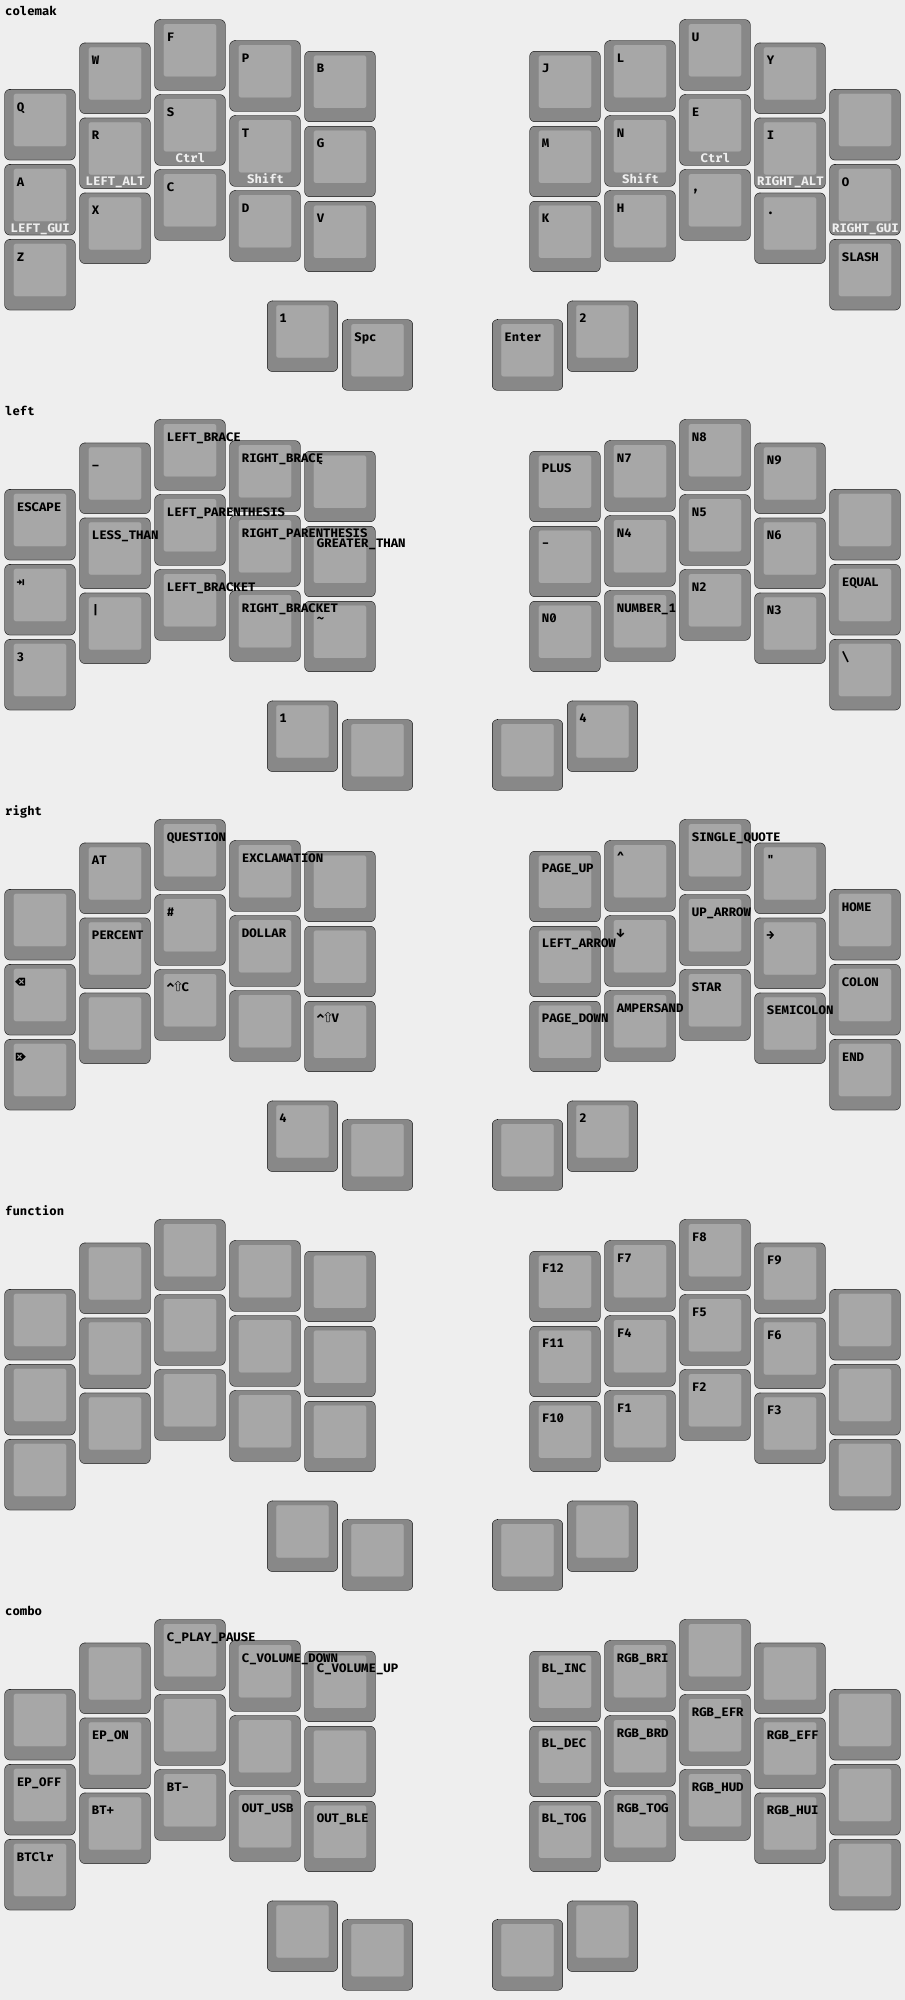 colemak
Q W F P B J L U Y
A R S T G M N E I O
LEFT_GUI LEFT_ALT Ctrl Shift Shift Ctrl RIGHT_ALT RIGHT_GUI
Z X C D V K H , . SLASH
1 Spc Enter 2
left
ESCAPE _ LEFT_BRACE RIGHT_BRACE ` PLUS N7 N8 N9
⇥ LESS_THAN LEFT_PARENTHESIS RIGHT_PARENTHESIS GREATER_THAN - N4 N5 N6 EQUAL
3 | LEFT_BRACKET RIGHT_BRACKET ~ N0 NUMBER_1 N2 N3 \
1 4
right
AT QUESTION EXCLAMATION PAGE_UP ^ SINGLE_QUOTE " HOME
⌫ PERCENT # DOLLAR LEFT_ARROW ↓ UP_ARROW → COLON
⌦ ^⇧C ^⇧V PAGE_DOWN AMPERSAND STAR SEMICOLON END
4 2
function
F12 F7 F8 F9
F11 F4 F5 F6
F10 F1 F2 F3
combo
C_PLAY_PAUSE C_VOLUME_DOWN C_VOLUME_UP BL_INC RGB_BRI
EP_OFF EP_ON BL_DEC RGB_BRD RGB_EFR RGB_EFF
BTClr BT+ BT- OUT_USB OUT_BLE BL_TOG RGB_TOG RGB_HUD RGB_HUI